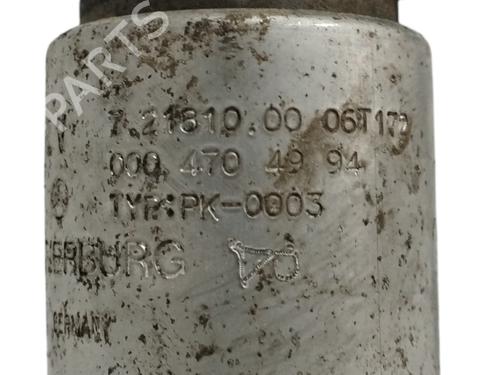 PARTS
V 7.21810.00 06T17
000 470 49 94
TYP: PK-0003
ERBURG
GERMANY